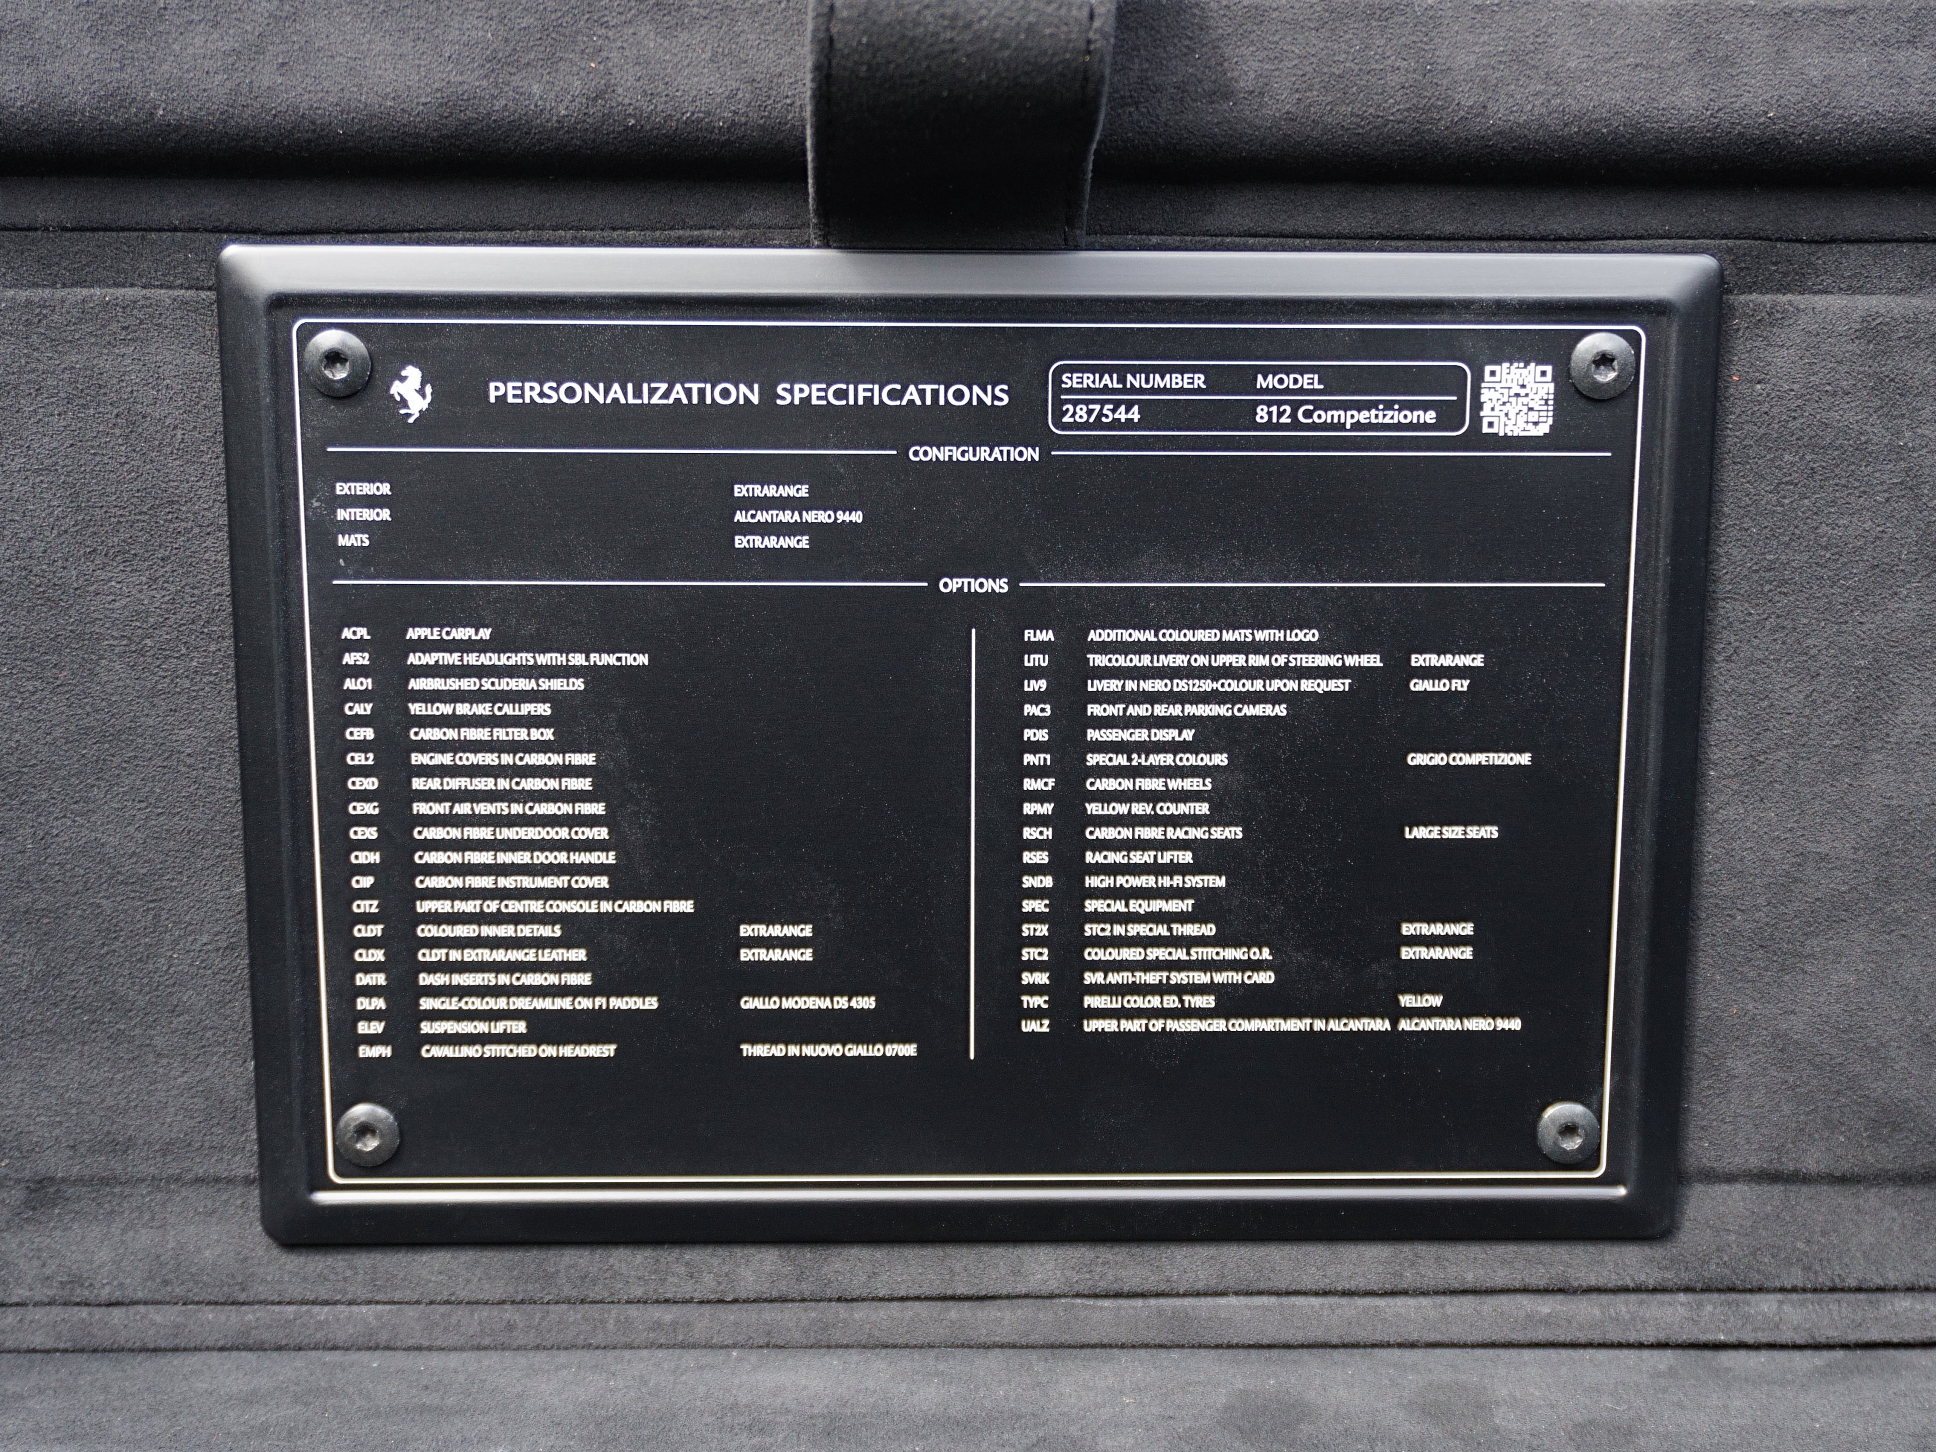 PERSONALIZATION SPECIFICATIONS
SERIAL NUMBER MODEL
287544 812 Competizione
CONFIGURATION
EXTERIOR EXTRARANGE
INTERIOR ALCANTARA NERO 9440
MATS EXTRARANGE
OPTIONS
ACPL APPLE CARPLAY
AFS2 ADAPTIVE HEADLIGHTS WITH SBL FUNCTION
ALO1 AIRBRUSHED SCUDERIA SHIELDS
CALY YELLOW BRAKE CALLIPERS
CEFB CARBON FIBRE FILTER BOX
CEL2 ENGINE COVERS IN CARBON FIBRE
CEXD REAR DIFFUSER IN CARBON FIBRE
CEXG FRONT AIR VENTS IN CARBON FIBRE
CEXS CARBON FIBRE UNDERDOOR COVER
CIDH CARBON FIBRE INNER DOOR HANDLE
CIIP CARBON FIBRE INSTRUMENT COVER
CITZ UPPER PART OF CENTRE CONSOLE IN CARBON FIBRE
CLDT COLOURED INNER DETAILS EXTRARANGE
CLDX CLDT IN EXTRARANGE LEATHER EXTRARANGE
DATR DASH INSERTS IN CARBON FIBRE
DLPA SINGLE-COLOUR DREAMLINE ON F1 PADDLES GIALLO MODENA DS 4305
ELEV SUSPENSION LIFTER
EMPH CAVALLINO STITCHED ON HEADREST THREAD IN NUOVO GIALLO 0700E
FLMA ADDITIONAL COLOURED MATS WITH LOGO
LITU TRICOLOUR LIVERY ON UPPER RIM OF STEERING WHEEL EXTRARANGE
LIV9 LIVERY IN NERO DS1250+COLOUR UPON REQUEST GIALLO FLY
PAC3 FRONT AND REAR PARKING CAMERAS
PDIS PASSENGER DISPLAY
PNT1 SPECIAL 2-LAYER COLOURS GRIGIO COMPETIZIONE
RMCF CARBON FIBRE WHEELS
RPMY YELLOW REV. COUNTER
RSCH CARBON FIBRE RACING SEATS LARGE SIZE SEATS
RSES RACING SEAT LIFTER
SNDB HIGH POWER HI-FI SYSTEM
SPEC SPECIAL EQUIPMENT
ST2X STC2 IN SPECIAL THREAD EXTRARANGE
STC2 COLOURED SPECIAL STITCHING O.R. EXTRARANGE
SVRK SVR ANTI-THEFT SYSTEM WITH CARD
TYPC PIRELLI COLOR ED. TYRES YELLOW
UALZ UPPER PART OF PASSENGER COMPARTMENT IN ALCANTARA ALCANTARA NERO 9440